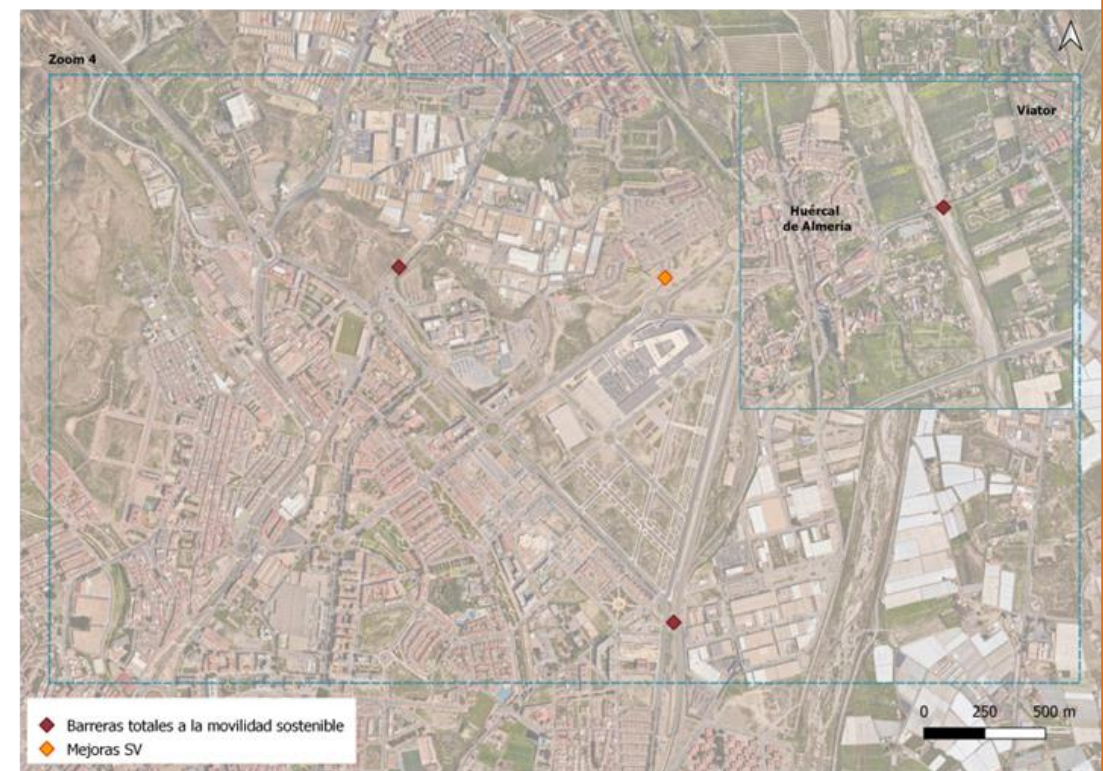 Zoom 4
Viator
Huércal
de Almería
Barreras totales a la movilidad sostenible
Mejoras SV
0 250 500 m